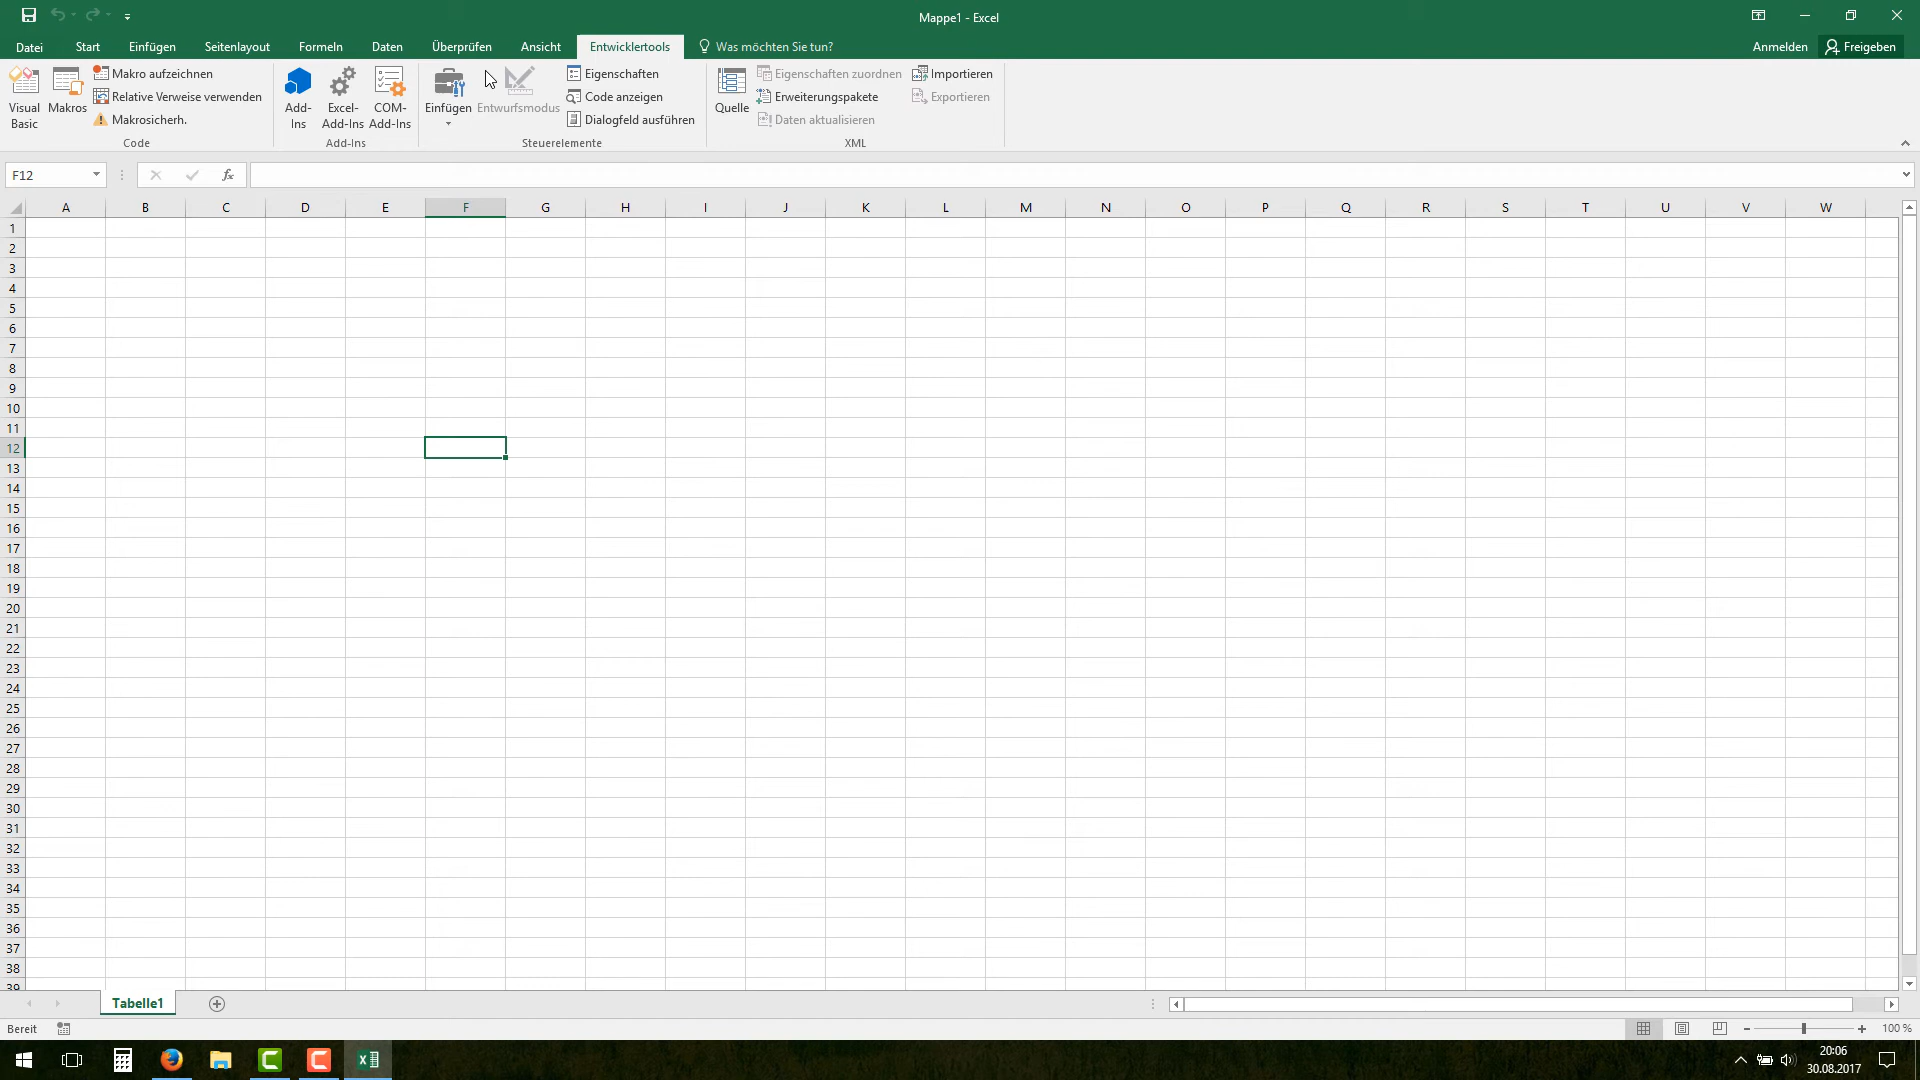 Mappe1 - Excel
Datei Start Einfügen Seitenlayout Formeln Daten Überprüfen Ansicht Entwicklertools Was möchten Sie tun? Anmelden Freigeben
Visual Basic
Makros
Makro aufzeichnen
Relative Verweise verwenden
Makrosicherh.
Code
Add-Ins
Excel-Add-Ins
COM-Add-Ins
Add-Ins
Einfügen
Entwurfsmodus
Eigenschaften
Code anzeigen
Dialogfeld ausführen
Steuerelemente
Quelle
Eigenschaften zuordnen
Erweiterungspakete
Daten aktualisieren
Importieren
Exportieren
XML
F12 fx
A B C D E F G H I J K L M N O P Q R S T U V W
1
2
3
4
5
6
7
8
9
10
11
12
13
14
15
16
17
18
19
20
21
22
23
24
25
26
27
28
29
30
31
32
33
34
35
36
37
38
39
Tabelle1
Bereit 100 %
20:06
30.08.2017